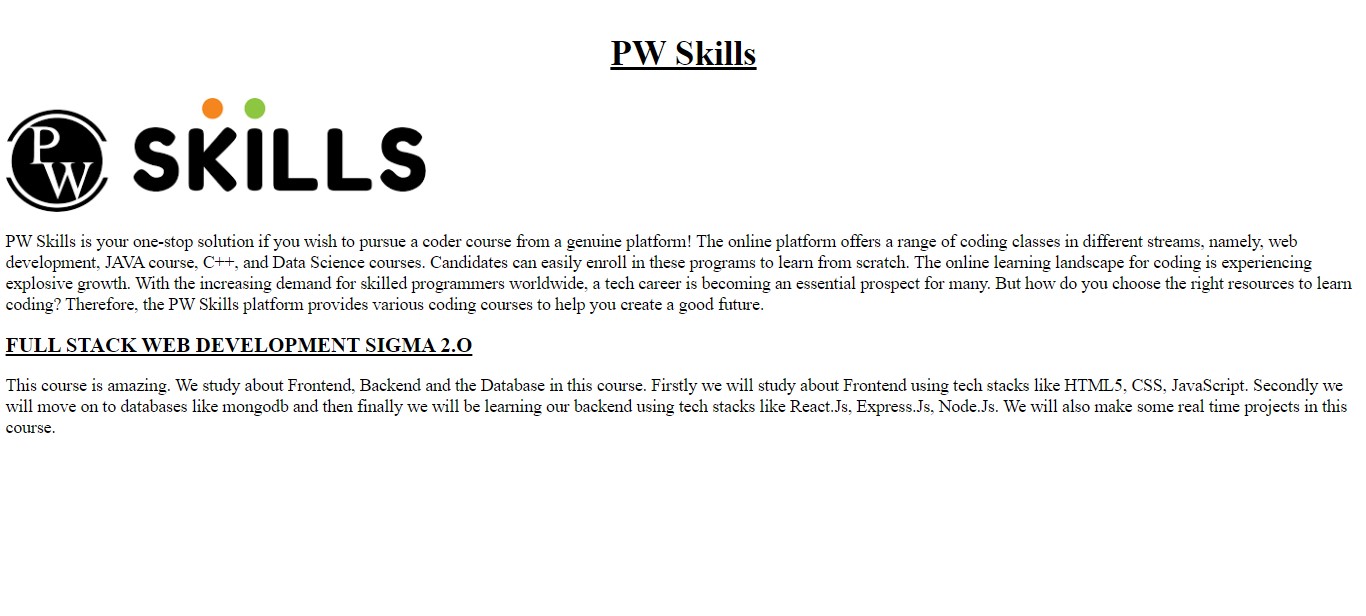 PW Skills
PW SKILLS
PW Skills is your one-stop solution if you wish to pursue a coder course from a genuine platform! The online platform offers a range of coding classes in different streams, namely, web
development, JAVA course, C++, and Data Science courses. Candidates can easily enroll in these programs to learn from scratch. The online learning landscape for coding is experiencing
explosive growth. With the increasing demand for skilled programmers worldwide, a tech career is becoming an essential prospect for many. But how do you choose the right resources to learn
coding? Therefore, the PW Skills platform provides various coding courses to help you create a good future.
FULL STACK WEB DEVELOPMENT SIGMA 2.O
This course is amazing. We study about Frontend, Backend and the Database in this course. Firstly we will study about Frontend using tech stacks like HTML5, CSS, JavaScript. Secondly we
will move on to databases like mongodb and then finally we will be learning our backend using tech stacks like React.Js, Express.Js, Node.Js. We will also make some real time projects in this
course.